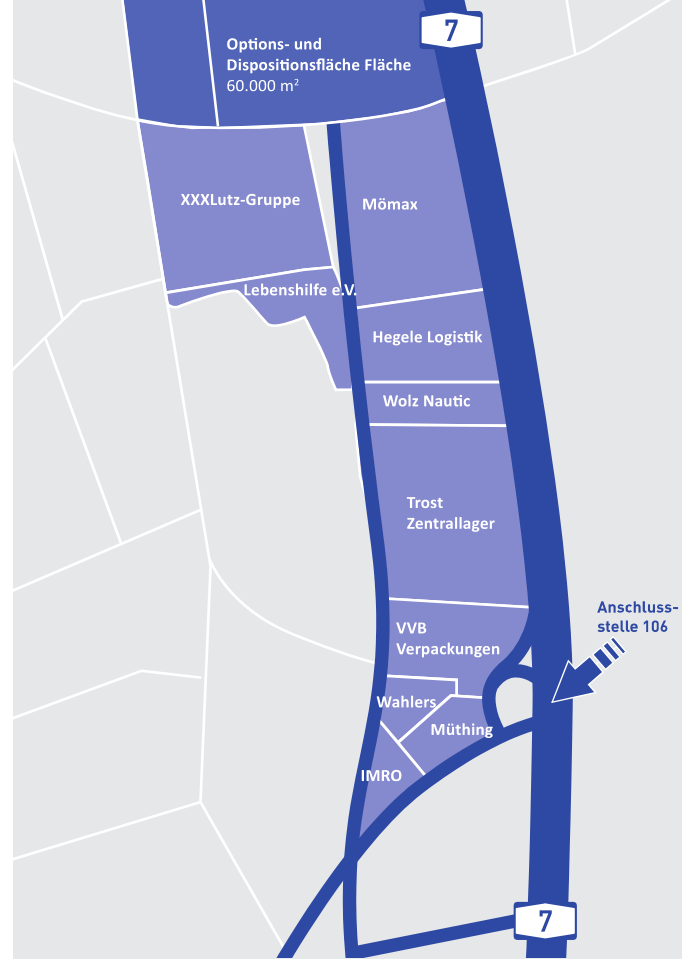 7
Options- und
Dispositionsfläche Fläche
60.000 m²
XXXLutz-Gruppe
Mömax
Lebenshilfe e.V.
Hegele Logistik
Wolz Nautic
Trost
Zentrallager
Anschluss-
stelle 106
VVB
Verpackungen
Wahlers
Müthing
IMRO
7